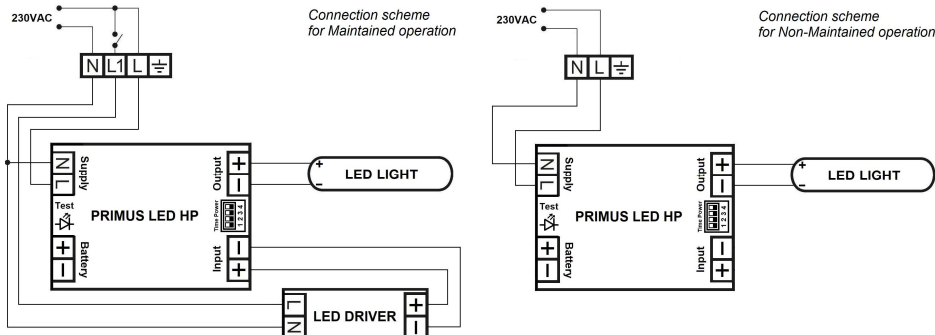 230VAC
Connection scheme
for Maintained operation
N L1 L
N L
Supply
Test
+ -
Battery
PRIMUS LED HP
+ -
Output
Time Power
1 2 3 4
Input
- +
+
-
LED LIGHT
L
N
LED DRIVER
+
-
230VAC
Connection scheme
for Non-Maintained operation
N L
N L
Supply
Test
+ -
Battery
PRIMUS LED HP
+ -
Output
Time Power
1 2 3 4
Input
- +
+
-
LED LIGHT